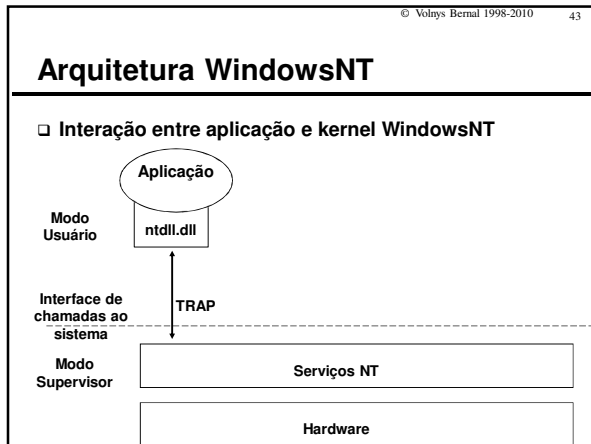 © Volnys Bernal 1998-2010 43
Arquitetura WindowsNT
❑ Interação entre aplicação e kernel WindowsNT
Aplicação
Modo
Usuário
ntdll.dll
Interface de
chamadas ao
sistema
TRAP
Modo
Supervisor
Serviços NT
Hardware